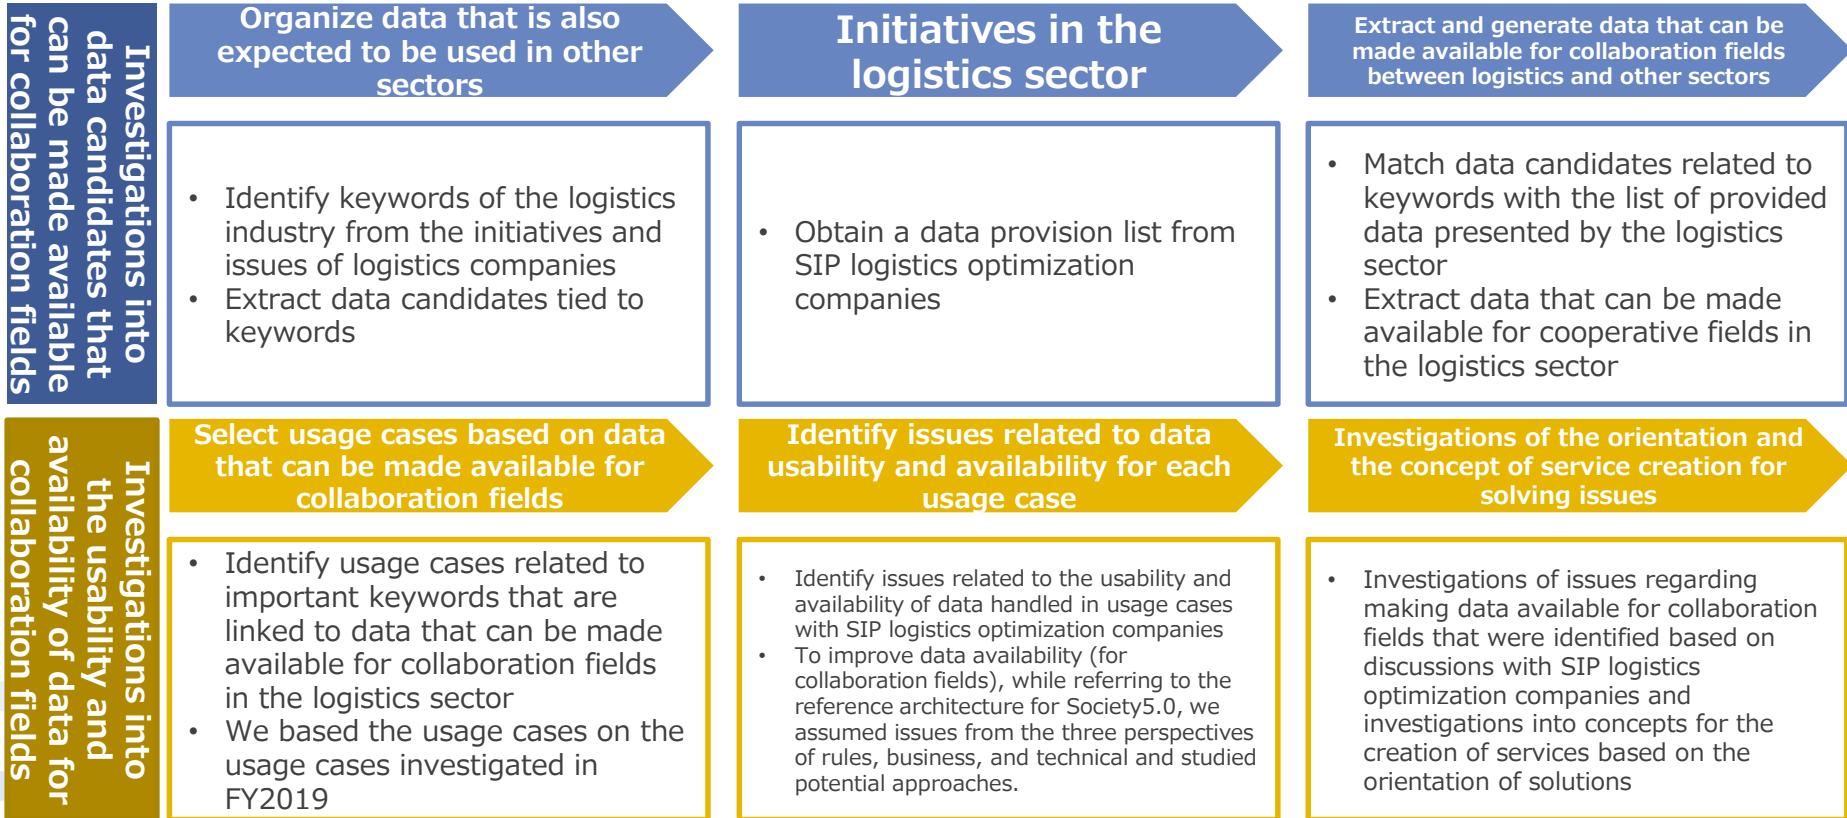 Investigations into
data candidates that
can be made available
for collaboration fields
Organize data that is also
expected to be used in other
sectors
Initiatives in the
logistics sector
Extract and generate data that can be
made available for collaboration fields
between logistics and other sectors
• Identify keywords of the logistics
industry from the initiatives and
issues of logistics companies
• Extract data candidates tied to
keywords
• Obtain a data provision list from
SIP logistics optimization
companies
• Match data candidates related to
keywords with the list of provided
data presented by the logistics
sector
• Extract data that can be made
available for cooperative fields in
the logistics sector
Investigations into
the usability and
availability of data for
collaboration fields
Select usage cases based on data
that can be made available for
collaboration fields
Identify issues related to data
usability and availability for each
usage case
Investigations of the orientation and
the concept of service creation for
solving issues
• Identify usage cases related to
important keywords that are
linked to data that can be made
available for collaboration fields
in the logistics sector
• We based the usage cases on the
usage cases investigated in
FY2019
• Identify issues related to the usability and
availability of data handled in usage cases
with SIP logistics optimization companies
• To improve data availability (for
collaboration fields), while referring to the
reference architecture for Society5.0, we
assumed issues from the three perspectives
of rules, business, and technical and studied
potential approaches.
• Investigations of issues regarding
making data available for collaboration
fields that were identified based on
discussions with SIP logistics
optimization companies and
investigations into concepts for the
creation of services based on the
orientation of solutions